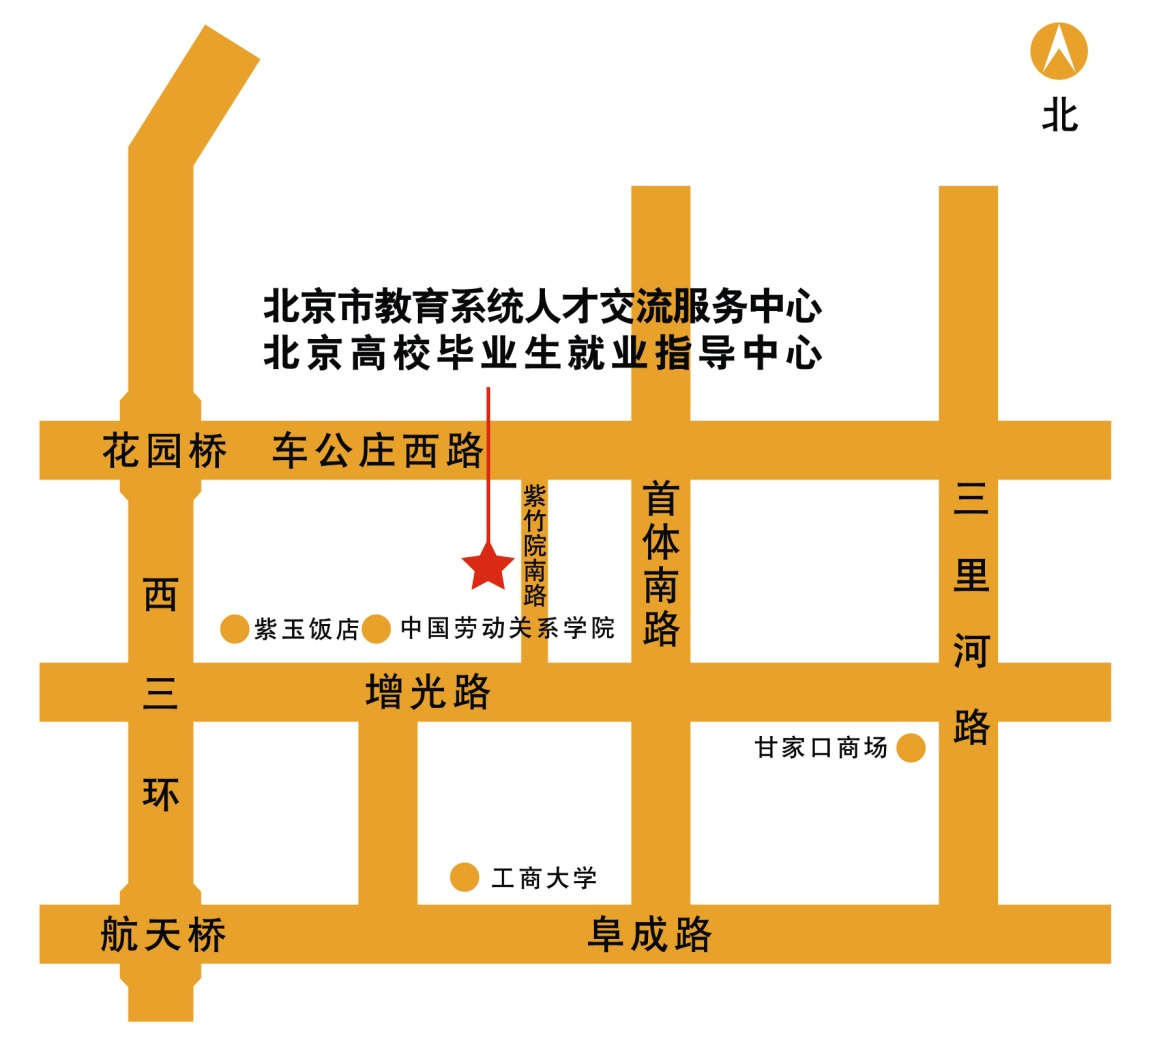 北
北京市教育系统人才交流服务中心
北京高校毕业生就业指导中心
花园桥
车公庄西路
紫竹院南路
首体南路
三里河路
西三环
紫玉饭店
中国劳动关系学院
增光路
甘家口商场
工商大学
航天桥
阜成路